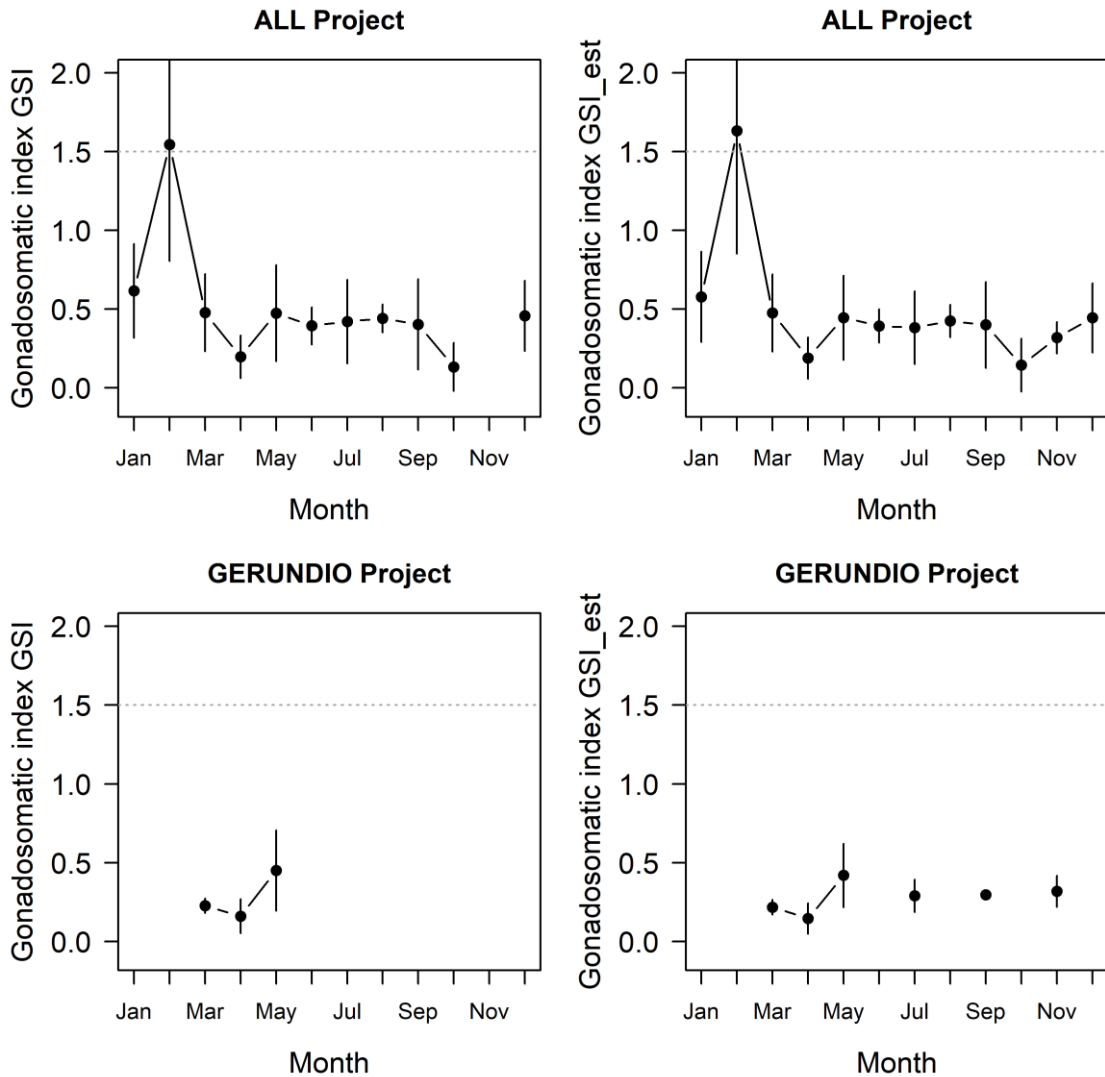 ALL Project
Gonadosomatic index GSI
2.0
1.5
1.0
0.5
0.0
Jan Mar May Jul Sep Nov
Month
ALL Project
Gonadosomatic index GSI_est
2.0
1.5
1.0
0.5
0.0
Jan Mar May Jul Sep Nov
Month
GERUNDIO Project
Gonadosomatic index GSI
2.0
1.5
1.0
0.5
0.0
Jan Mar May Jul Sep Nov
Month
GERUNDIO Project
Gonadosomatic index GSI_est
2.0
1.5
1.0
0.5
0.0
Jan Mar May Jul Sep Nov
Month